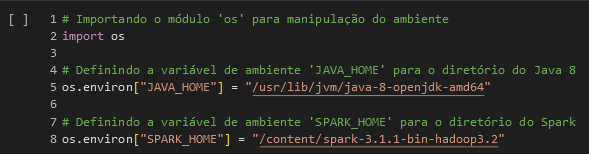 [ ]
1 # Importando o módulo 'os' para manipulação do ambiente
2 import os
3
4 # Definindo a variável de ambiente 'JAVA_HOME' para o diretório do Java 8
5 os.environ["JAVA_HOME"] = "/usr/lib/jvm/java-8-openjdk-amd64"
6
7 # Definindo a variável de ambiente 'SPARK_HOME' para o diretório do Spark
8 os.environ["SPARK_HOME"] = "/content/spark-3.1.1-bin-hadoop3.2"